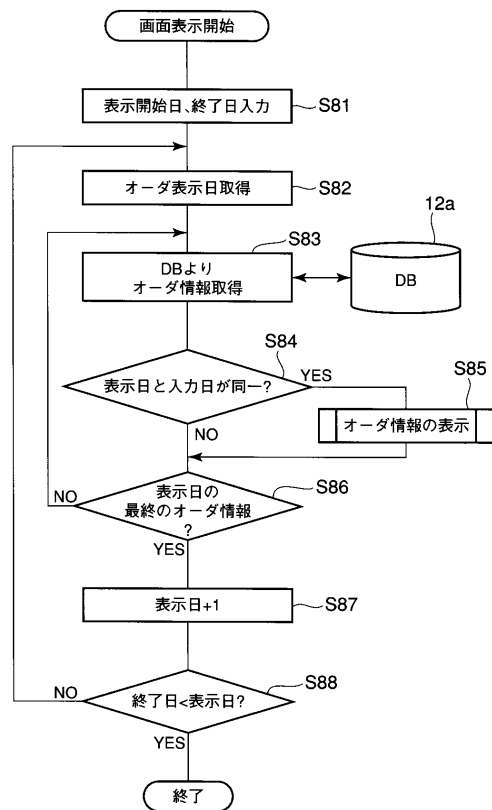 画面表示開始
表示開始日、終了日入力
S81
オーダ表示日取得
S82
S83
DBより
オーダ情報取得
12a
DB
S84
表示日と入力日が同一?
YES
S85
オーダ情報の表示
NO
S86
表示日の
最終のオーダ情報
?
NO
YES
表示日+1
S87
S88
終了日<表示日?
NO
YES
終了